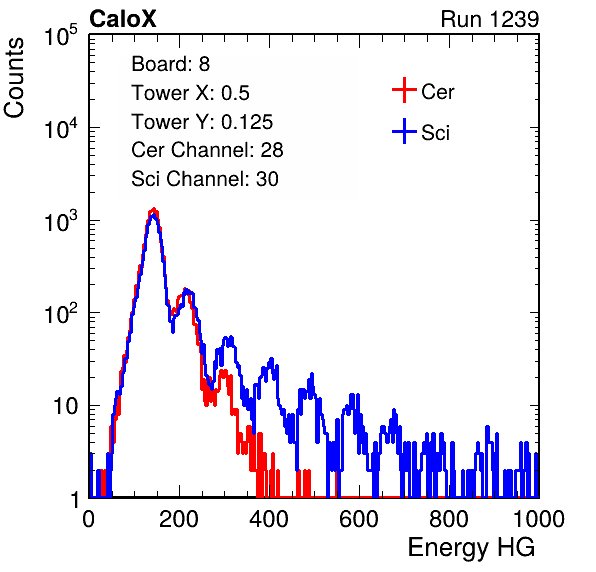 CaloX Run 1239
Counts
Board: 8
Tower X: 0.5
Tower Y: 0.125
Cer Channel: 28
Sci Channel: 30
Cer
Sci
10^5
10^4
10^3
10^2
10
1
0 200 400 600 800 1000
Energy HG